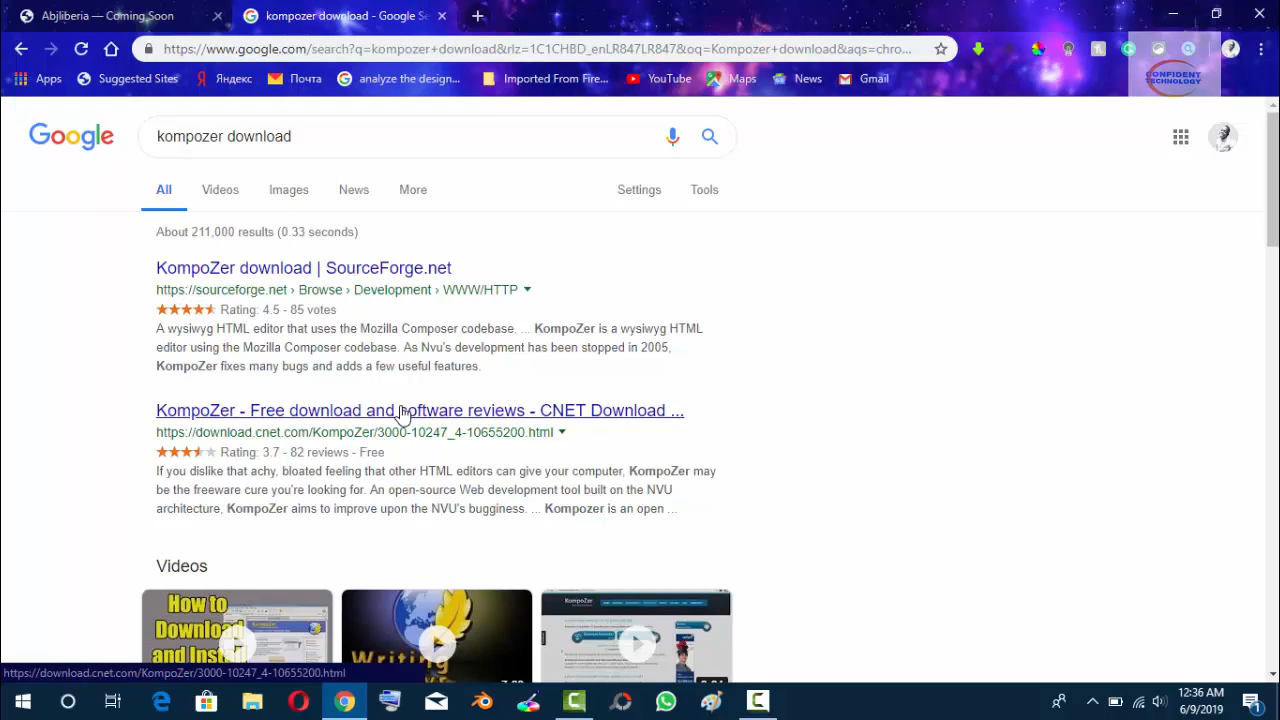 Abjliberia — Coming Soon
kompozer download - Google Se
https://www.google.com/search?q=kompozer+download&rlz=1C1CHBD_enLR847LR847&oq=Kompozer+download&aqs=chro...
Apps Suggested Sites Яндекс Почта analyze the design... Imported From Fire... YouTube Maps News Gmail
CONFIDENT
TECHNOLOGY
Google kompozer download
All Videos Images News More Settings Tools
About 211,000 results (0.33 seconds)
KompoZer download | SourceForge.net
https://sourceforge.net › Browse › Development › WWW/HTTP
Rating: 4.5 - 85 votes
A wysiwyg HTML editor that uses the Mozilla Composer codebase. ... KompoZer is a wysiwyg HTML
editor using the Mozilla Composer codebase. As Nvu's development has been stopped in 2005,
KompoZer fixes many bugs and adds a few useful features.
KompoZer - Free download and software reviews - CNET Download ...
https://download.cnet.com/KompoZer/3000-10247_4-10655200.html
Rating: 3.7 - 82 reviews - Free
If you dislike that achy, bloated feeling that other HTML editors can give your computer, KompoZer may
be the freeware cure you're looking for. An open-source Web development tool built on the NVU
architecture, KompoZer aims to improve upon the NVU's bugginess. ... Kompozer is an open ...
Videos
How to
Download
and Install
KompoZer
Writing
https://download.cnet.com/KompoZer/3000-10247_4-10655200.html
12:36 AM
6/9/2019
1